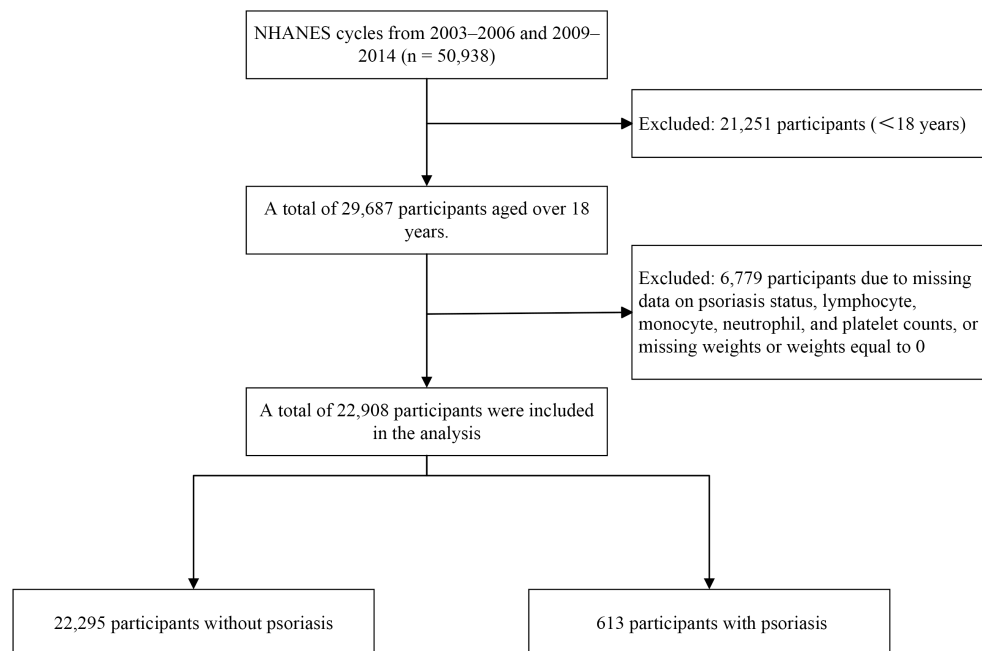 NHANES cycles from 2003–2006 and 2009–
2014 (n = 50,938)
Excluded: 21,251 participants (＜18 years)
A total of 29,687 participants aged over 18
years.
Excluded: 6,779 participants due to missing
data on psoriasis status, lymphocyte,
monocyte, neutrophil, and platelet counts, or
missing weights or weights equal to 0
A total of 22,908 participants were included
in the analysis
22,295 participants without psoriasis
613 participants with psoriasis